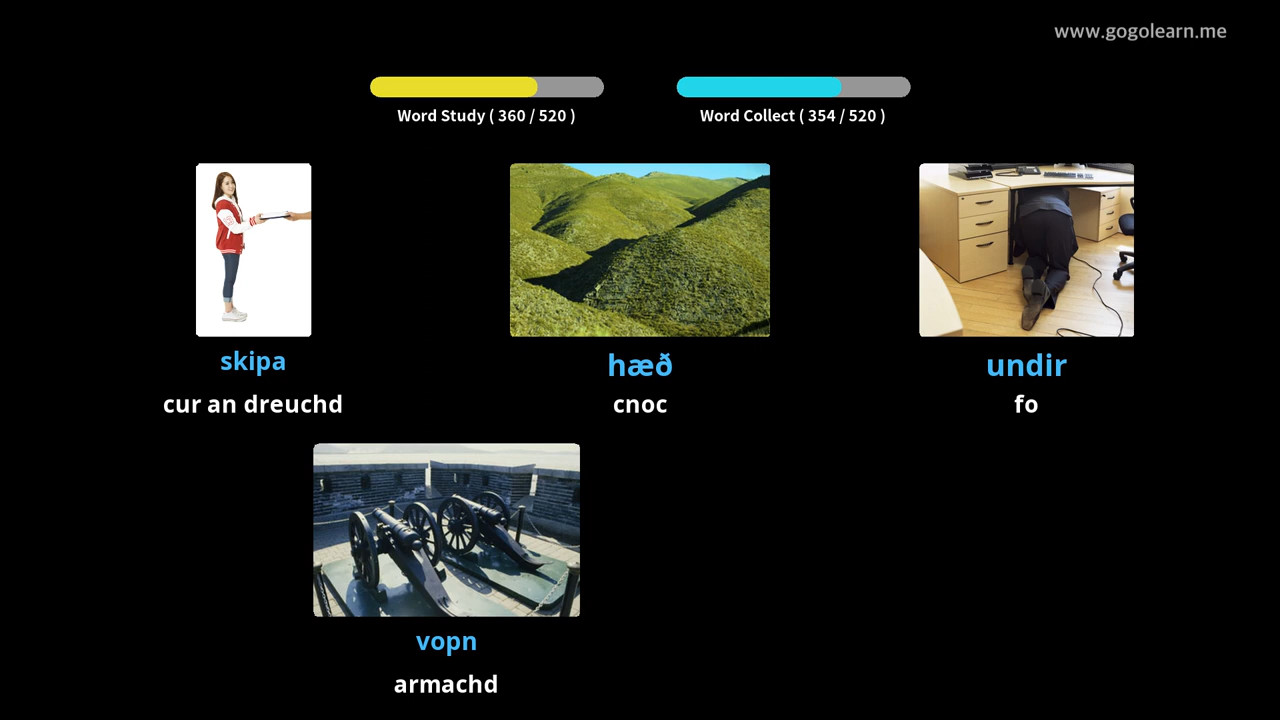 www.gogolearn.me
Word Study ( 360 / 520 )
Word Collect ( 354 / 520 )
skipa
cur an dreuchd
hæð
cnoc
undir
fo
vopn
armachd